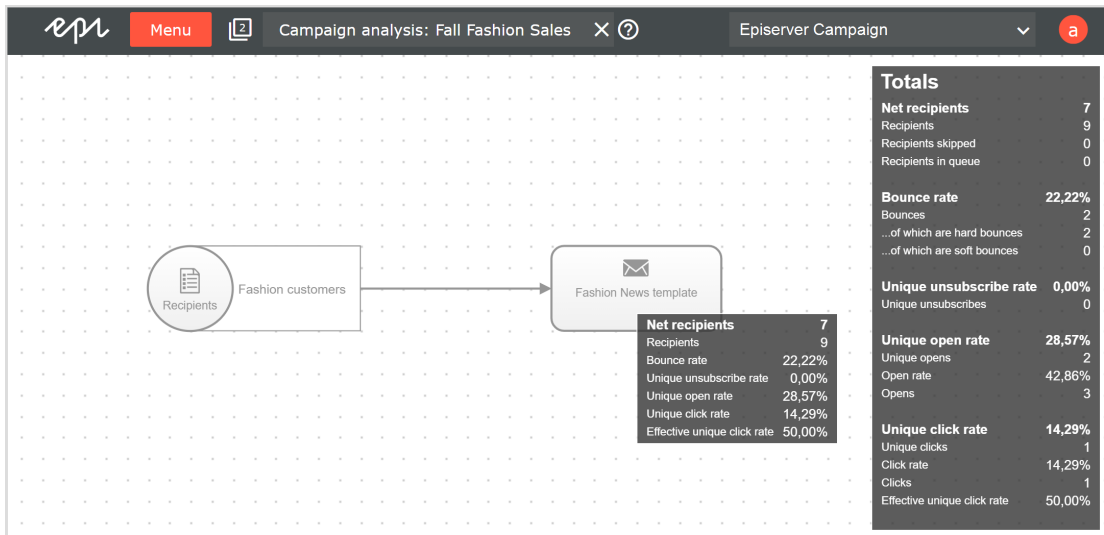 epi Menu 2 Campaign analysis: Fall Fashion Sales ? Episerver Campaign a
Recipients
Fashion customers
Fashion News template
Net recipients 7
Recipients 9
Bounce rate 22,22%
Unique unsubscribe rate 0,00%
Unique open rate 28,57%
Unique click rate 14,29%
Effective unique click rate 50,00%
Totals
Net recipients 7
Recipients 9
Recipients skipped 0
Recipients in queue 0
Bounce rate 22,22%
Bounces 2
...of which are hard bounces 2
...of which are soft bounces 0
Unique unsubscribe rate 0,00%
Unique unsubscribes 0
Unique open rate 28,57%
Unique opens 2
Open rate 42,86%
Opens 3
Unique click rate 14,29%
Unique clicks 1
Click rate 14,29%
Clicks 1
Effective unique click rate 50,00%